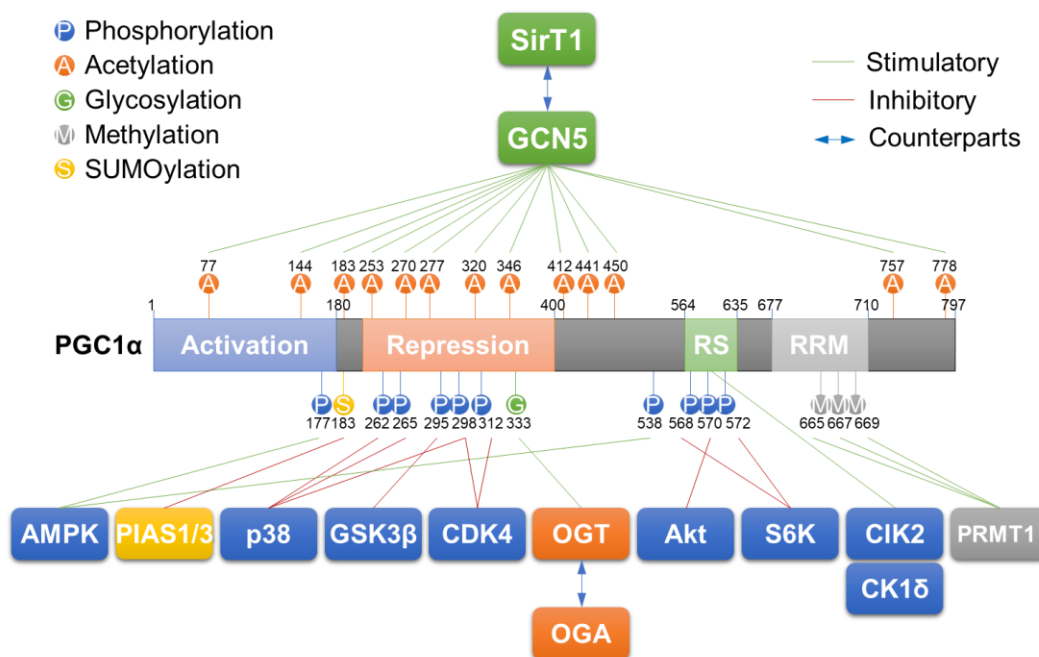 P Phosphorylation
A Acetylation
G Glycosylation
M Methylation
S SUMOylation
SirT1
GCN5
Stimulatory
Inhibitory
Counterparts
77 144 183 253 270 277 320 346 412 441 450 757 778
A A A A A A A A A A A A A
1 180 400 564 635 677 710 797
PGC1α Activation Repression RS RRM
P S P P P P P G P P P P M M M
177 183 262 265 295 298 312 333 538 568 570 572 665 667 669
AMPK PIAS1/3 p38 GSK3β CDK4 OGT Akt S6K ClK2 PRMT1
CK1δ
OGA